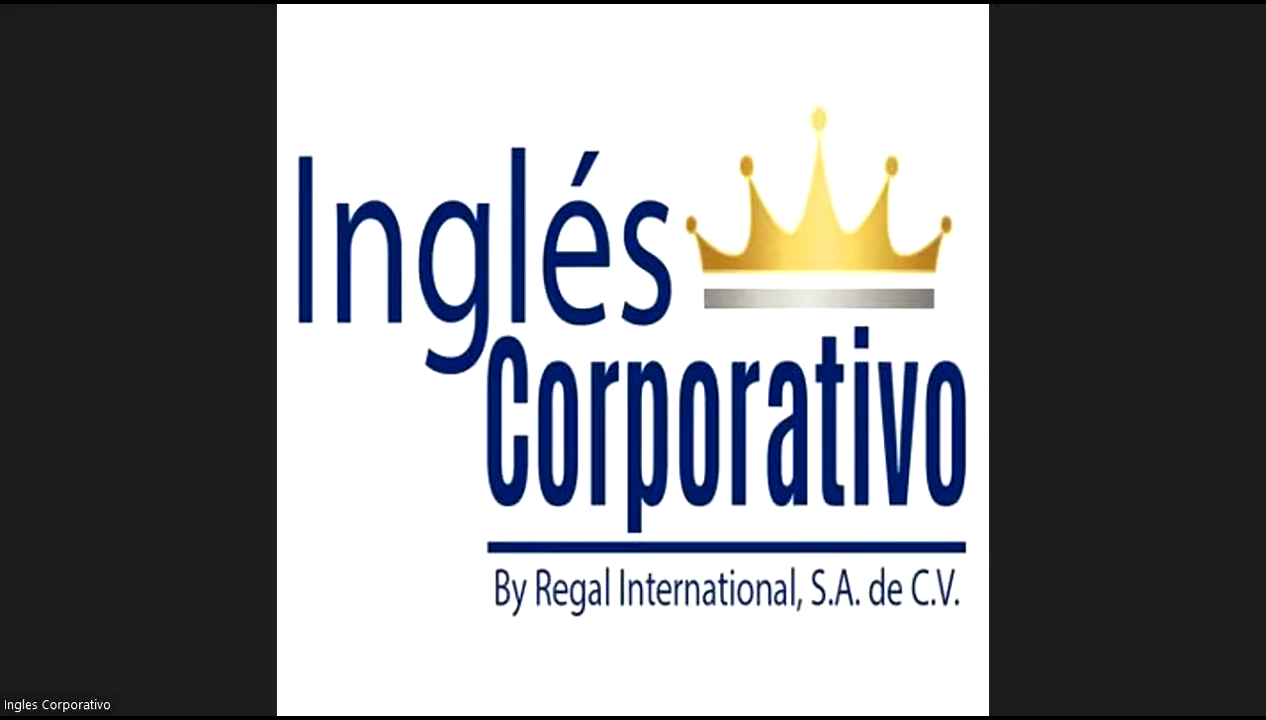 Inglés
Corporativo
By Regal International, S.A. de C.V.
Ingles Corporativo